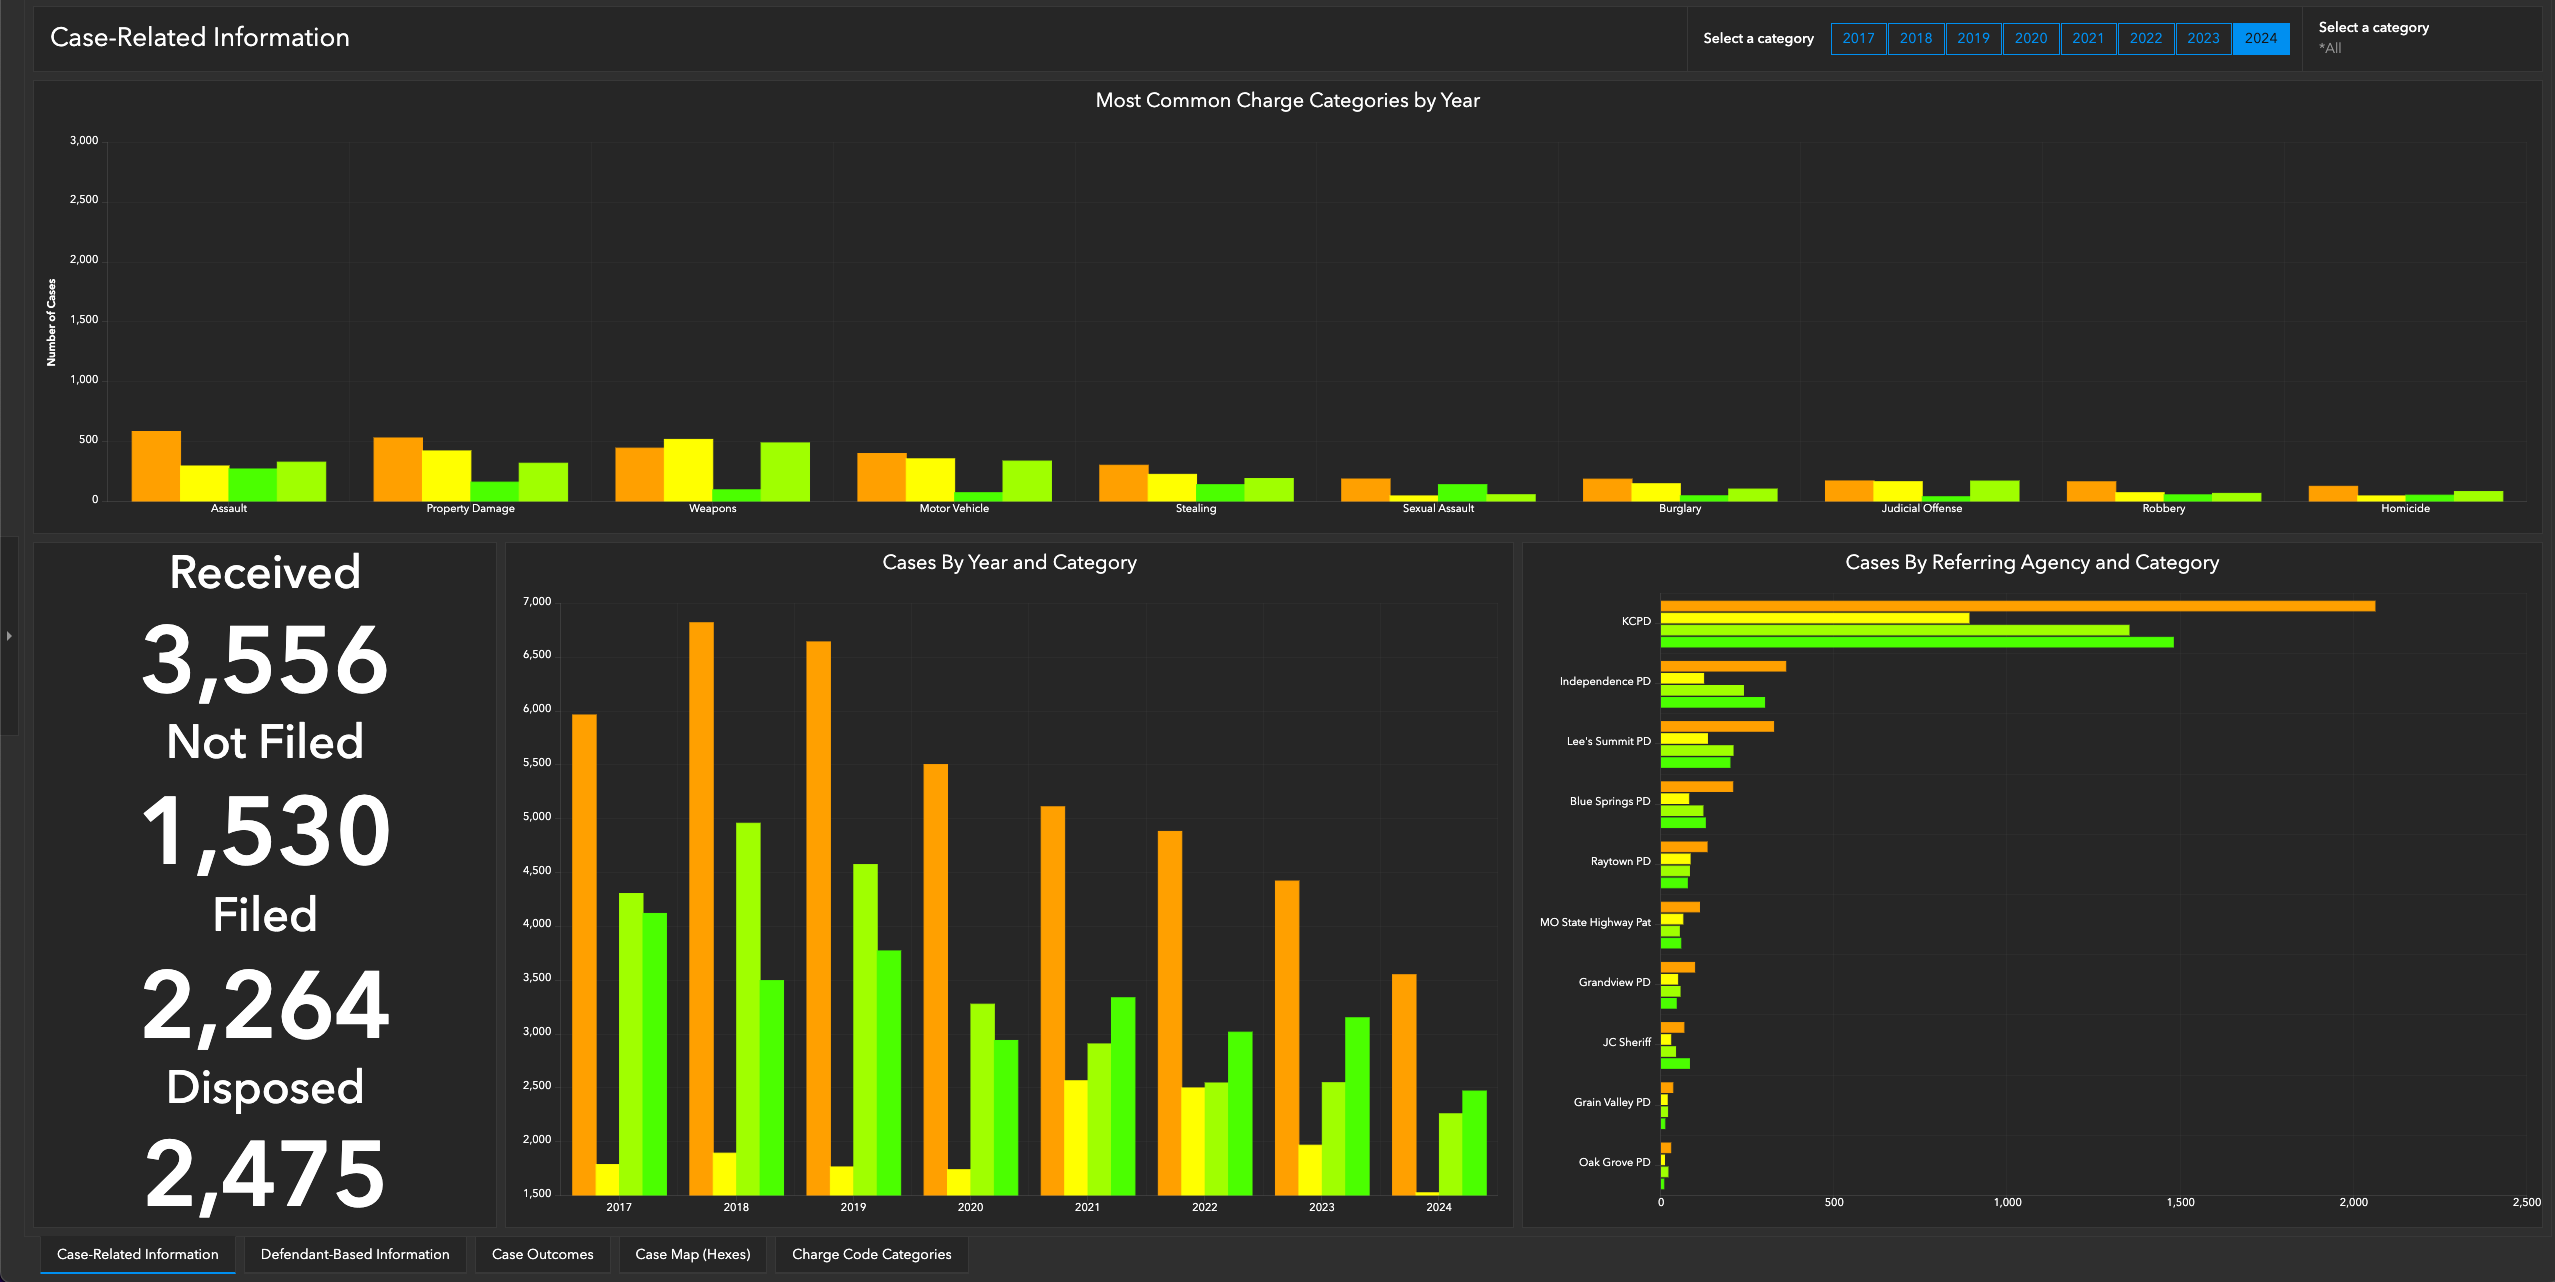 Case-Related Information
Select a category
2017 2018 2019 2020 2021 2022 2023 2024
Select a category
*All
Most Common Charge Categories by Year
Number of Cases
3,000
2,500
2,000
1,500
1,000
500
0
Assault Property Damage Weapons Motor Vehicle Stealing Sexual Assault Burglary Judicial Offense Robbery Homicide
Received
3,556
Not Filed
1,530
Filed
2,264
Disposed
2,475
Cases By Year and Category
7,000
6,500
6,000
5,500
5,000
4,500
4,000
3,500
3,000
2,500
2,000
1,500
2017 2018 2019 2020 2021 2022 2023 2024
Cases By Referring Agency and Category
KCPD
Independence PD
Lee's Summit PD
Blue Springs PD
Raytown PD
MO State Highway Pat
Grandview PD
JC Sheriff
Grain Valley PD
Oak Grove PD
0 500 1,000 1,500 2,000 2,500
Case-Related Information Defendant-Based Information Case Outcomes Case Map (Hexes) Charge Code Categories